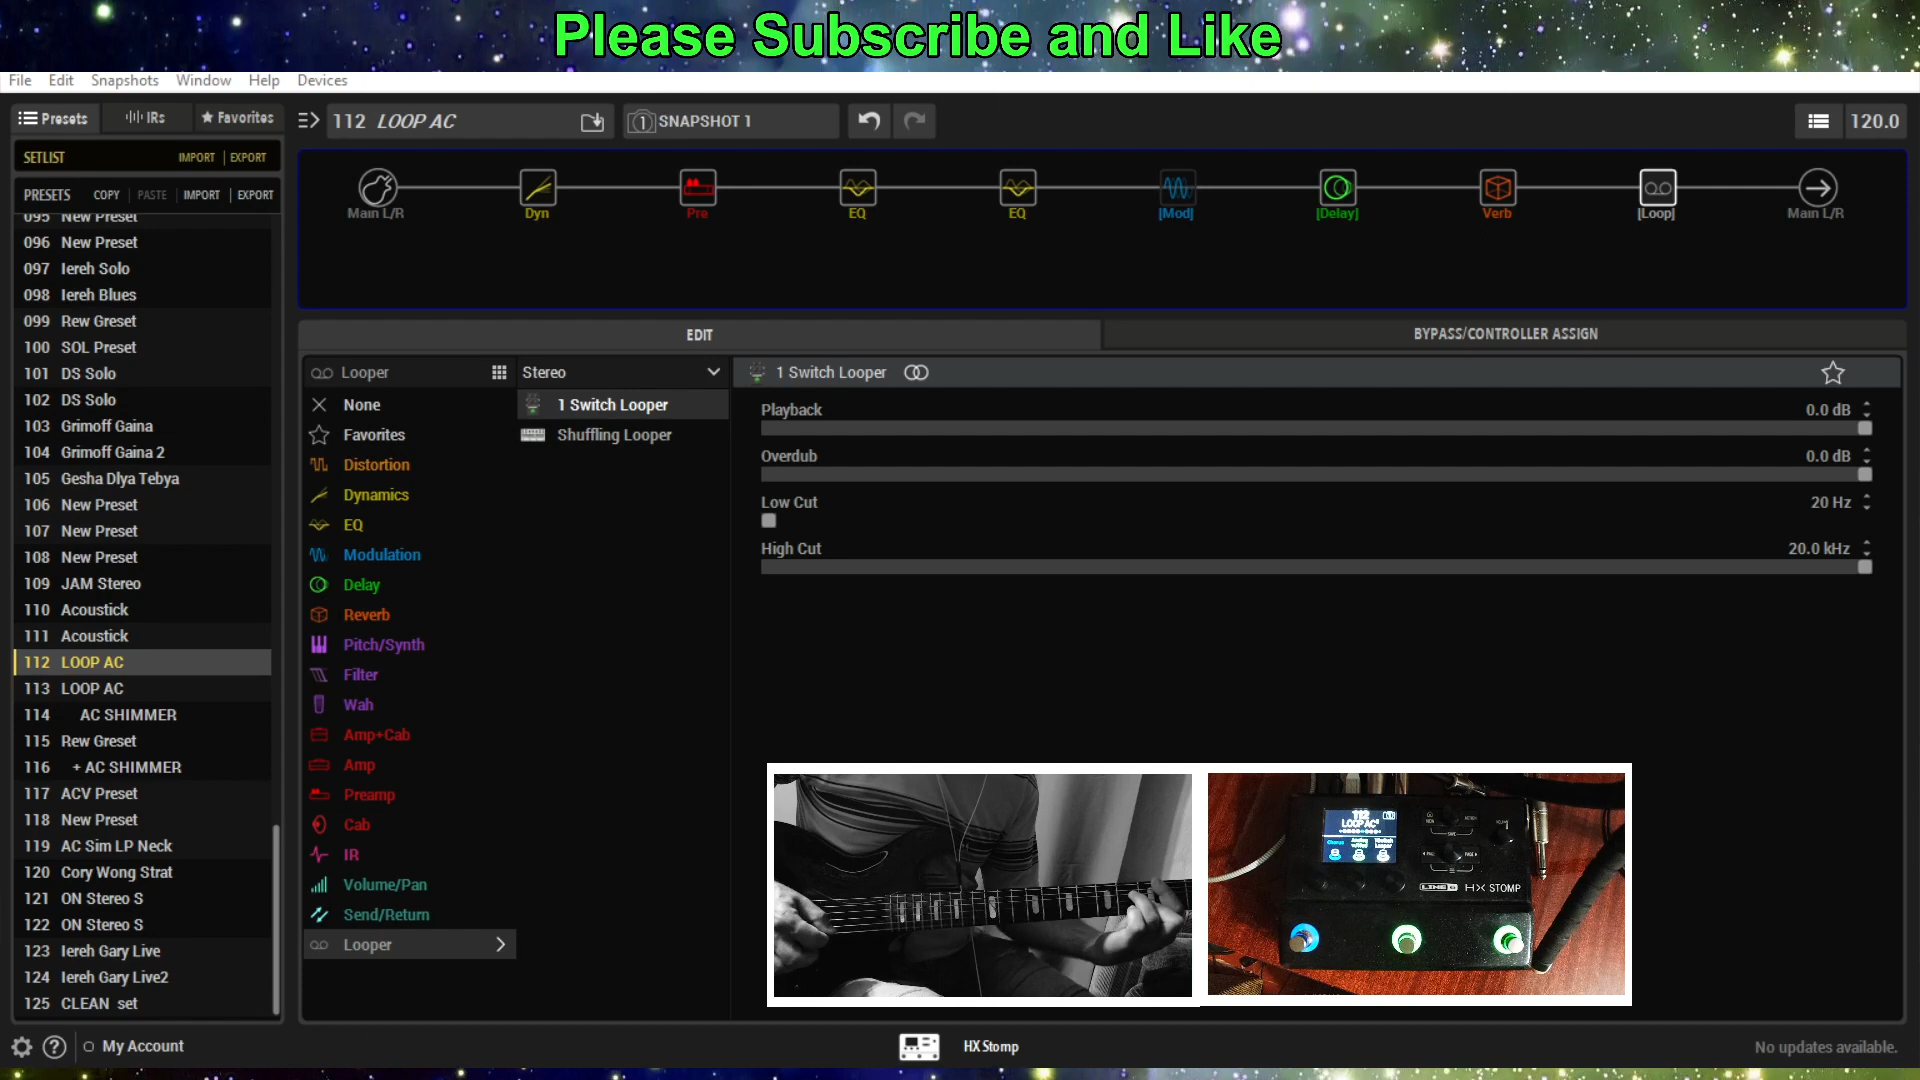 Please Subscribe and Like
File Edit Snapshots Window Help Devices
Presets IRs Favorites
112 LOOP AC
1 SNAPSHOT 1
120.0
SETLIST IMPORT | EXPORT
PRESETS COPY | PASTE | IMPORT | EXPORT
095 New Preset
096 New Preset
097 Iereh Solo
098 Iereh Blues
099 Rew Greset
100 SOL Preset
101 DS Solo
102 DS Solo
103 Grimoff Gaina
104 Grimoff Gaina 2
105 Gesha Dlya Tebya
106 New Preset
107 New Preset
108 New Preset
109 JAM Stereo
110 Acoustick
111 Acoustick
112 LOOP AC
113 LOOP AC
114 AC SHIMMER
115 Rew Greset
116 + AC SHIMMER
117 ACV Preset
118 New Preset
119 AC Sim LP Neck
120 Cory Wong Strat
121 ON Stereo S
122 ON Stereo S
123 Iereh Gary Live
124 Iereh Gary Live2
125 CLEAN set
Main L/R Dyn Pre EQ EQ [Mod] [Delay] Verb [Loop] Main L/R
EDIT
BYPASS/CONTROLLER ASSIGN
Looper
None
Favorites
Distortion
Dynamics
EQ
Modulation
Delay
Reverb
Pitch/Synth
Filter
Wah
Amp+Cab
Amp
Preamp
Cab
IR
Volume/Pan
Send/Return
Looper
Stereo
1 Switch Looper
Shuffling Looper
1 Switch Looper
Playback 0.0 dB
Overdub 0.0 dB
Low Cut 20 Hz
High Cut 20.0 kHz
112
LOOP AC
LINE 6 HX STOMP
My Account
HX Stomp
No updates available.